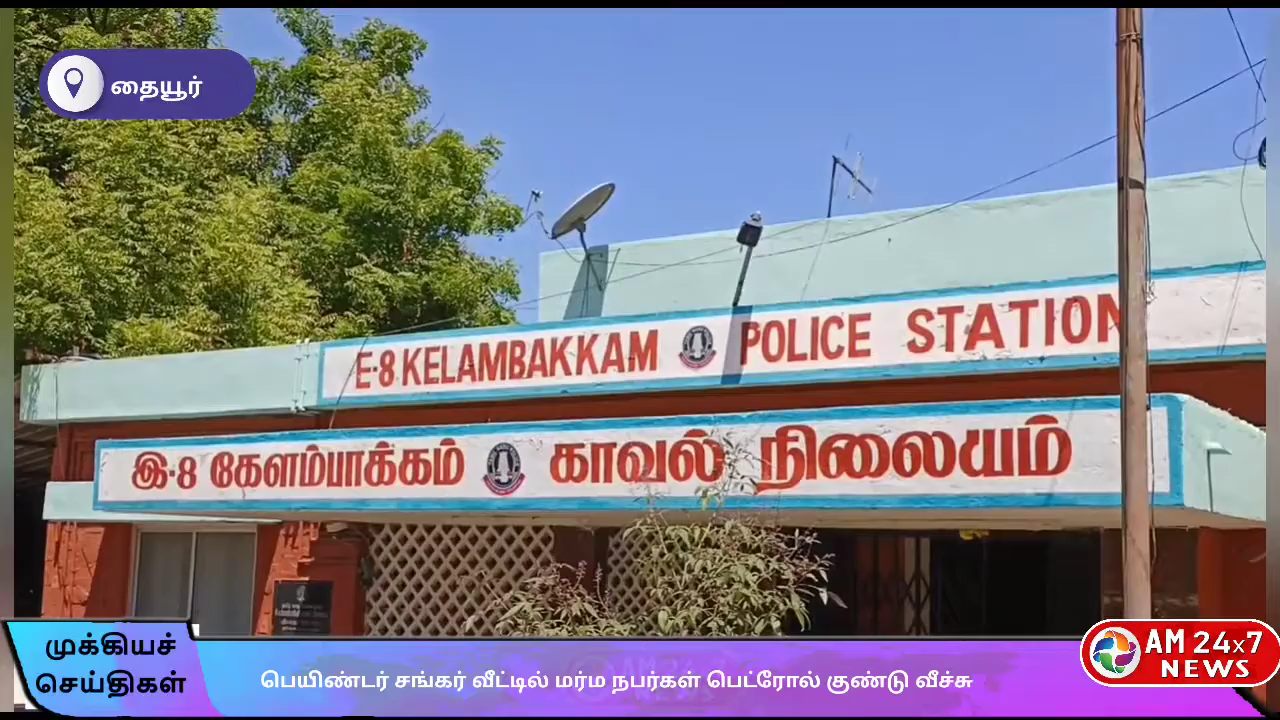 தையூர்
E-8 KELAMBAKKAM POLICE STATION
இ-8 கேளம்பாக்கம் காவல் நிலையம்
முக்கியச்
செய்திகள்
பெயிண்டர் சங்கர் வீட்டில் மர்ம நபர்கள் பெட்ரோல் குண்டு வீச்சு
AM 24x7
NEWS